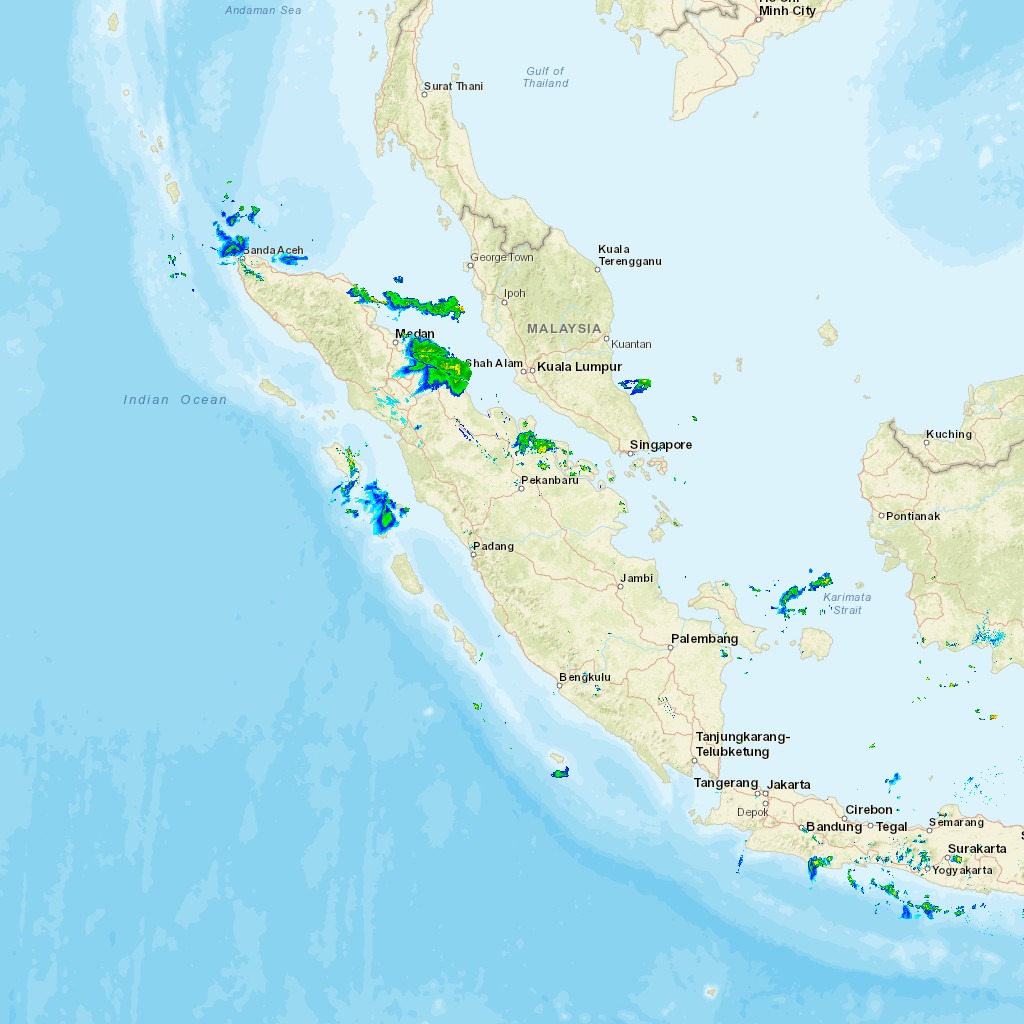 Andaman Sea
Minh City
Gulf of
Thailand
Surat Thani
Banda Aceh
George Town
Kuala
Terengganu
Ipoh
MALAYSIA
Kuantan
Medan
Shah Alam
Kuala Lumpur
Indian Ocean
Singapore
Kuching
Pekanbaru
Pontianak
Padang
Jambi
Karimata
Strait
Palembang
Bengkulu
Tanjungkarang-
Telubketung
Tangerang
Jakarta
Depok
Cirebon
Bandung
Tegal
Semarang
Surakarta
Yogyakarta